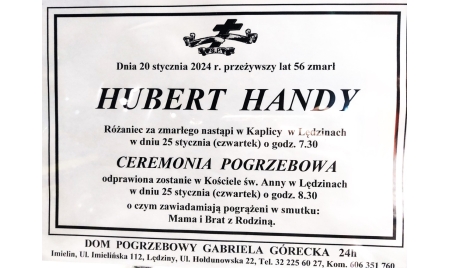 Ś.P.
Dnia 20 stycznia 2024 r. przeżywszy lat 56 zmarł
HUBERT HANDY
Różaniec za zmarłego nastąpi w Kaplicy w Lędzinach
w dniu 25 stycznia (czwartek) o godz. 7.30
CEREMONIA POGRZEBOWA
odprawiona zostanie w Kościele św. Anny w Lędzinach
w dniu 25 stycznia (czwartek) o godz. 8.30
o czym zawiadamiają pogrążeni w smutku:
Mama i Brat z Rodziną.
DOM POGRZEBOWY GABRIELA GÓRECKA 24h
Imielin, Ul. Imielińska 112, Lędziny, Ul. Hołdunowska 22, Tel. 32 225 60 27, Kom. 606 351 760